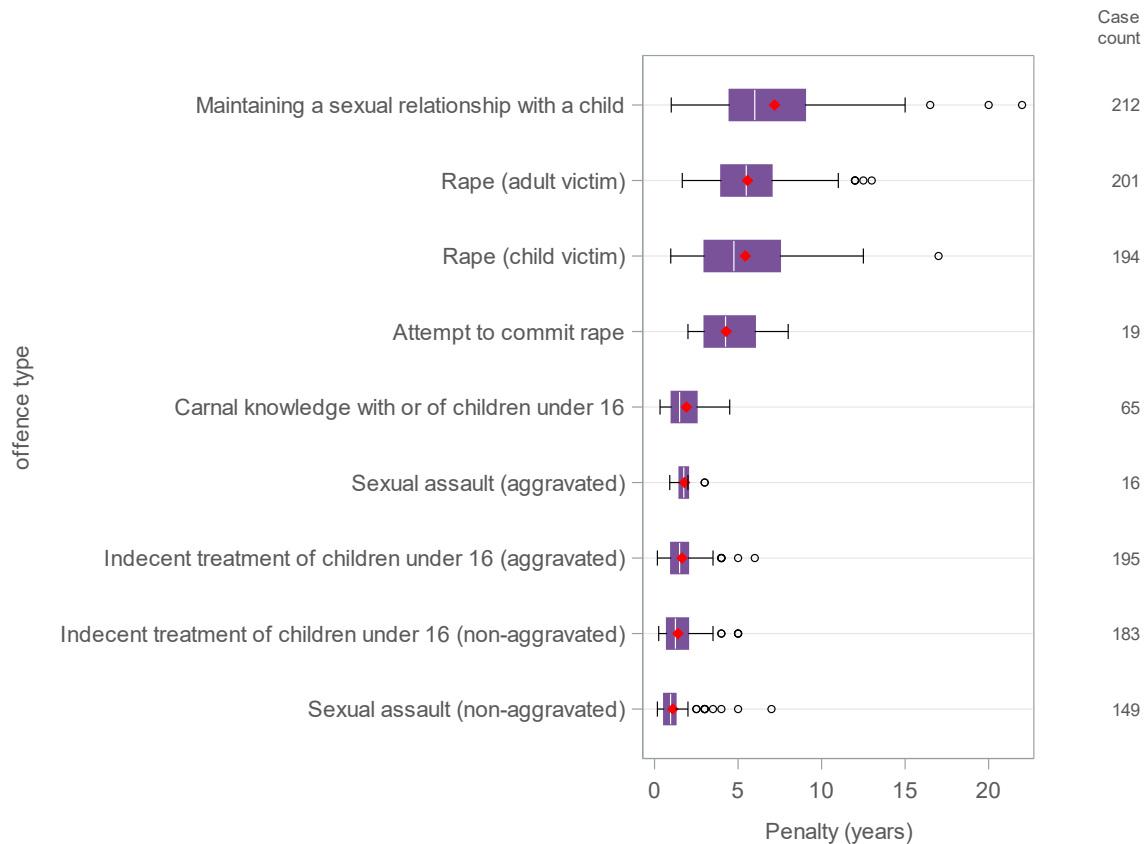 Case
count
Maintaining a sexual relationship with a child 212
Rape (adult victim) 201
Rape (child victim) 194
Attempt to commit rape 19
Carnal knowledge with or of children under 16 65
Sexual assault (aggravated) 16
Indecent treatment of children under 16 (aggravated) 195
Indecent treatment of children under 16 (non-aggravated) 183
Sexual assault (non-aggravated) 149
offence type
0 5 10 15 20
Penalty (years)